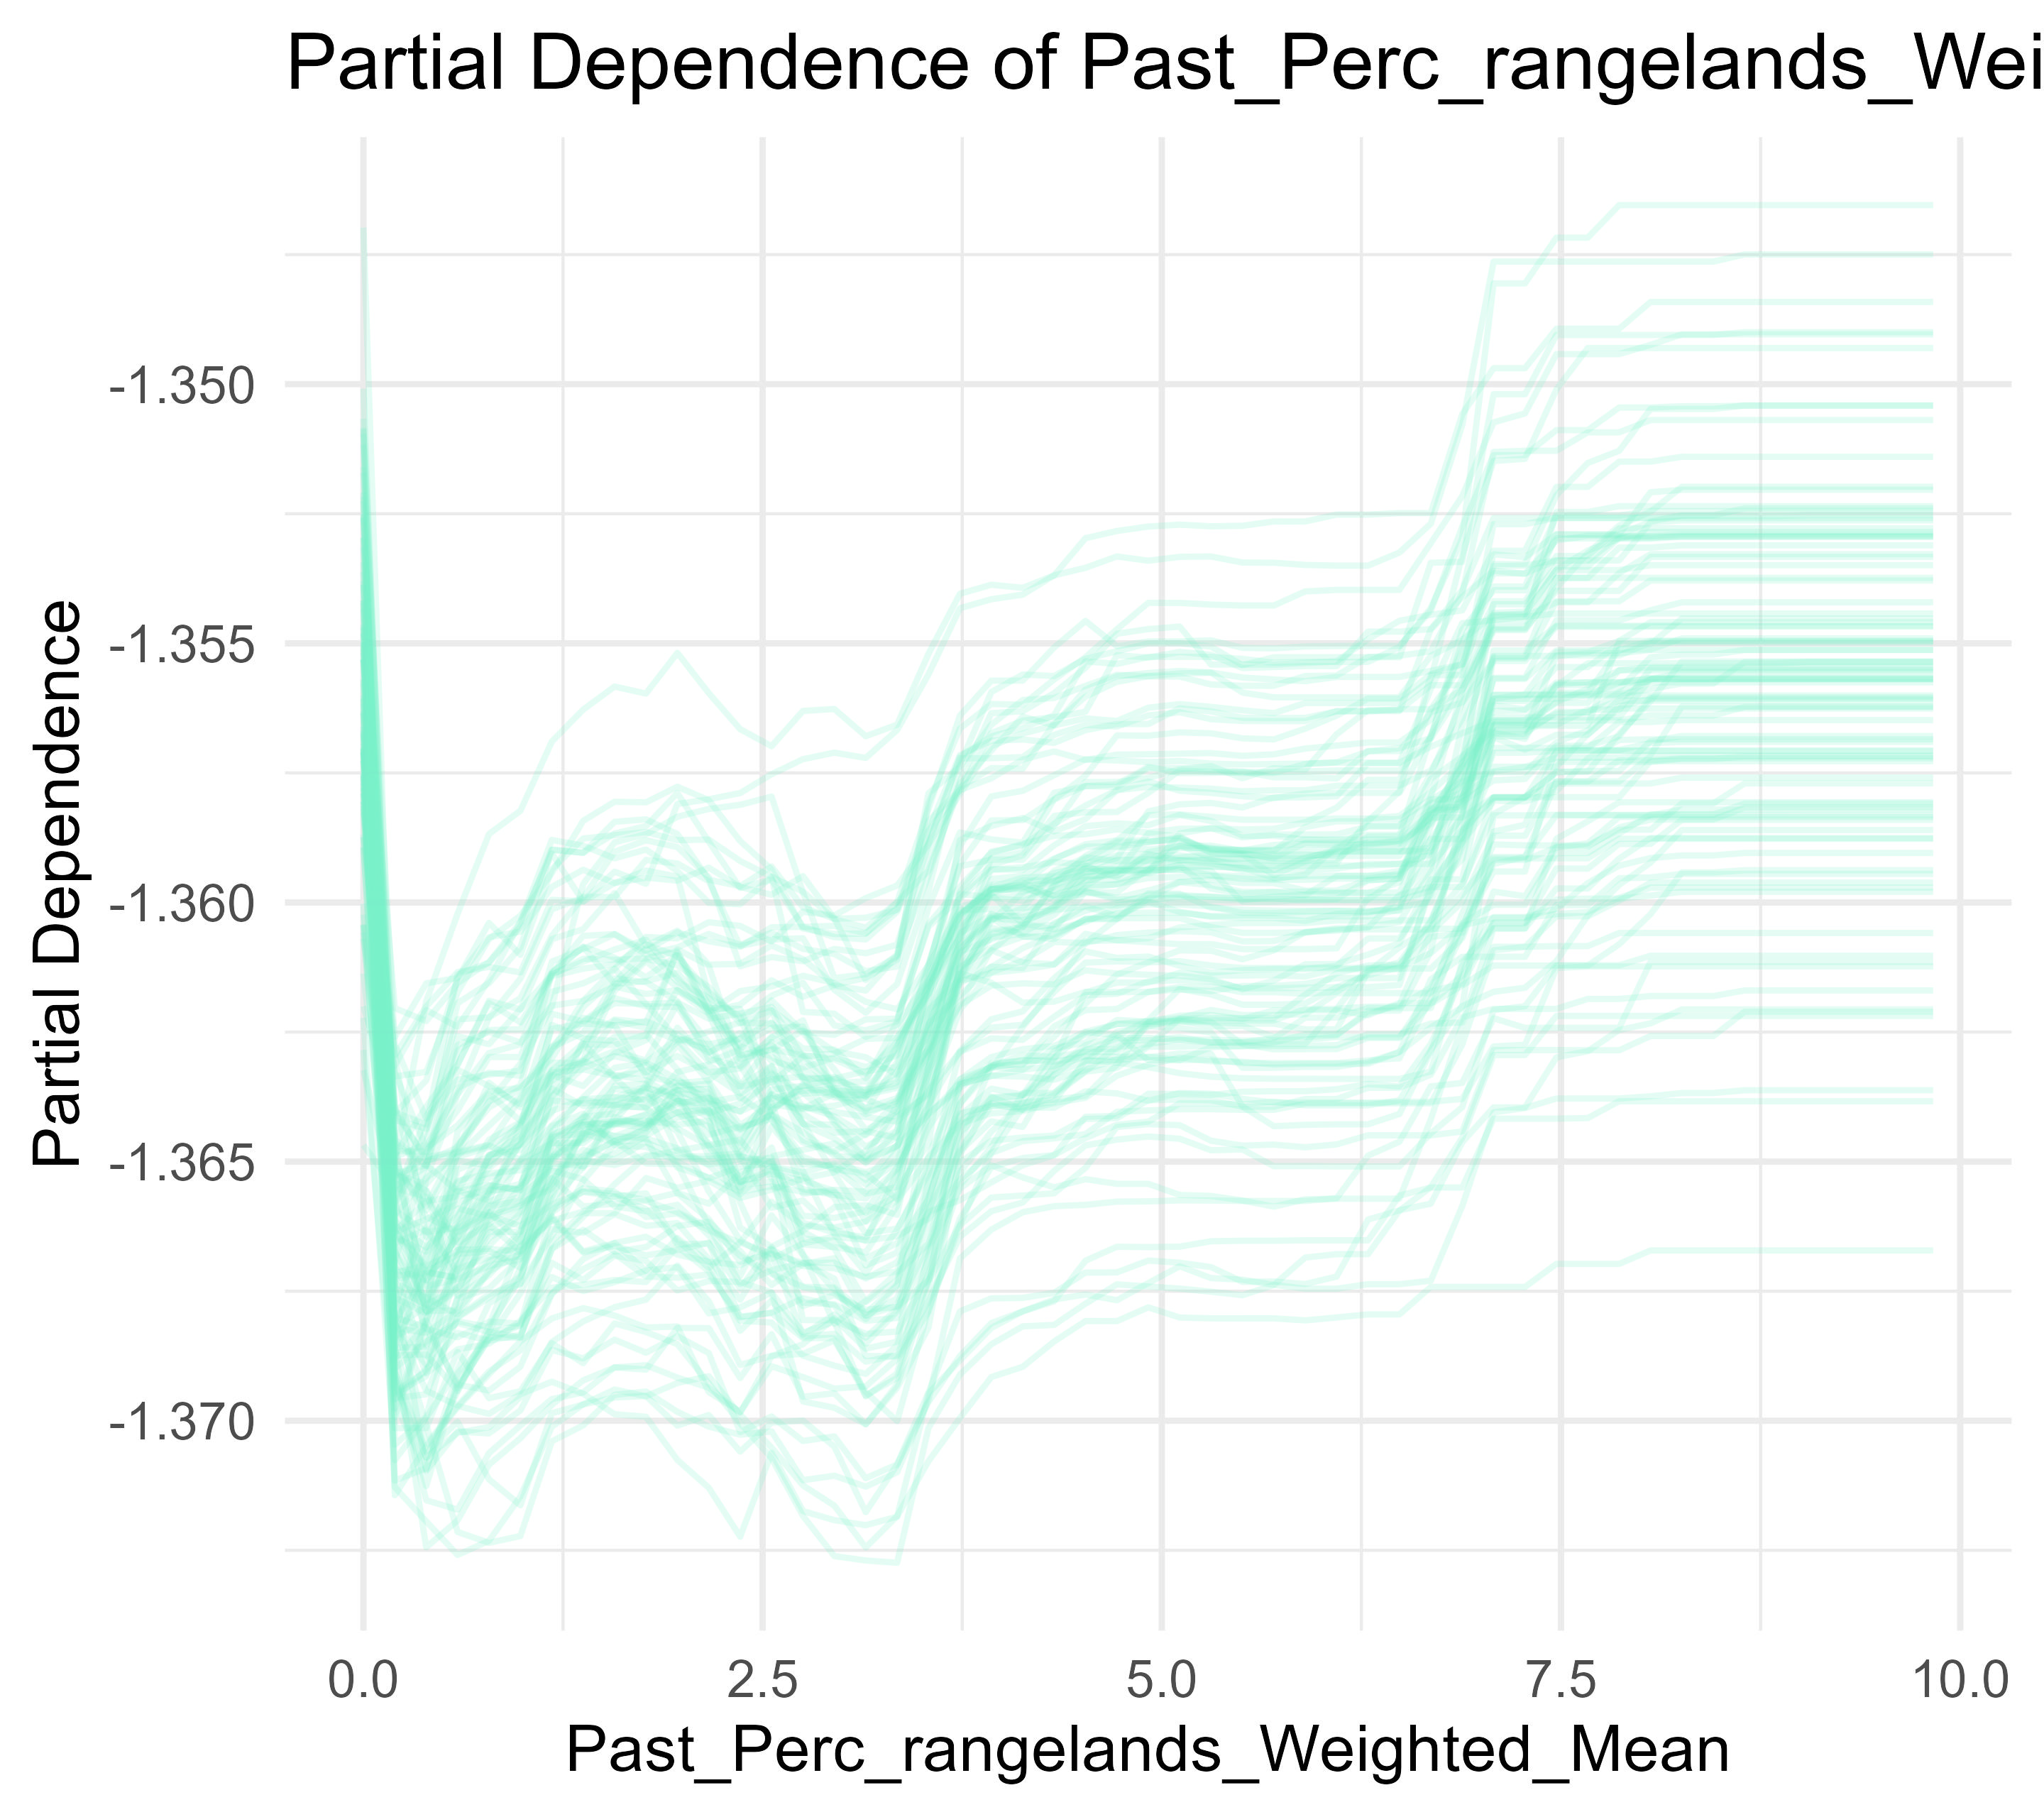 Partial Dependence of Past_Perc_rangelands_Wei
Partial Dependence
-1.350
-1.355
-1.360
-1.365
-1.370
0.0 2.5 5.0 7.5 10.0
Past_Perc_rangelands_Weighted_Mean